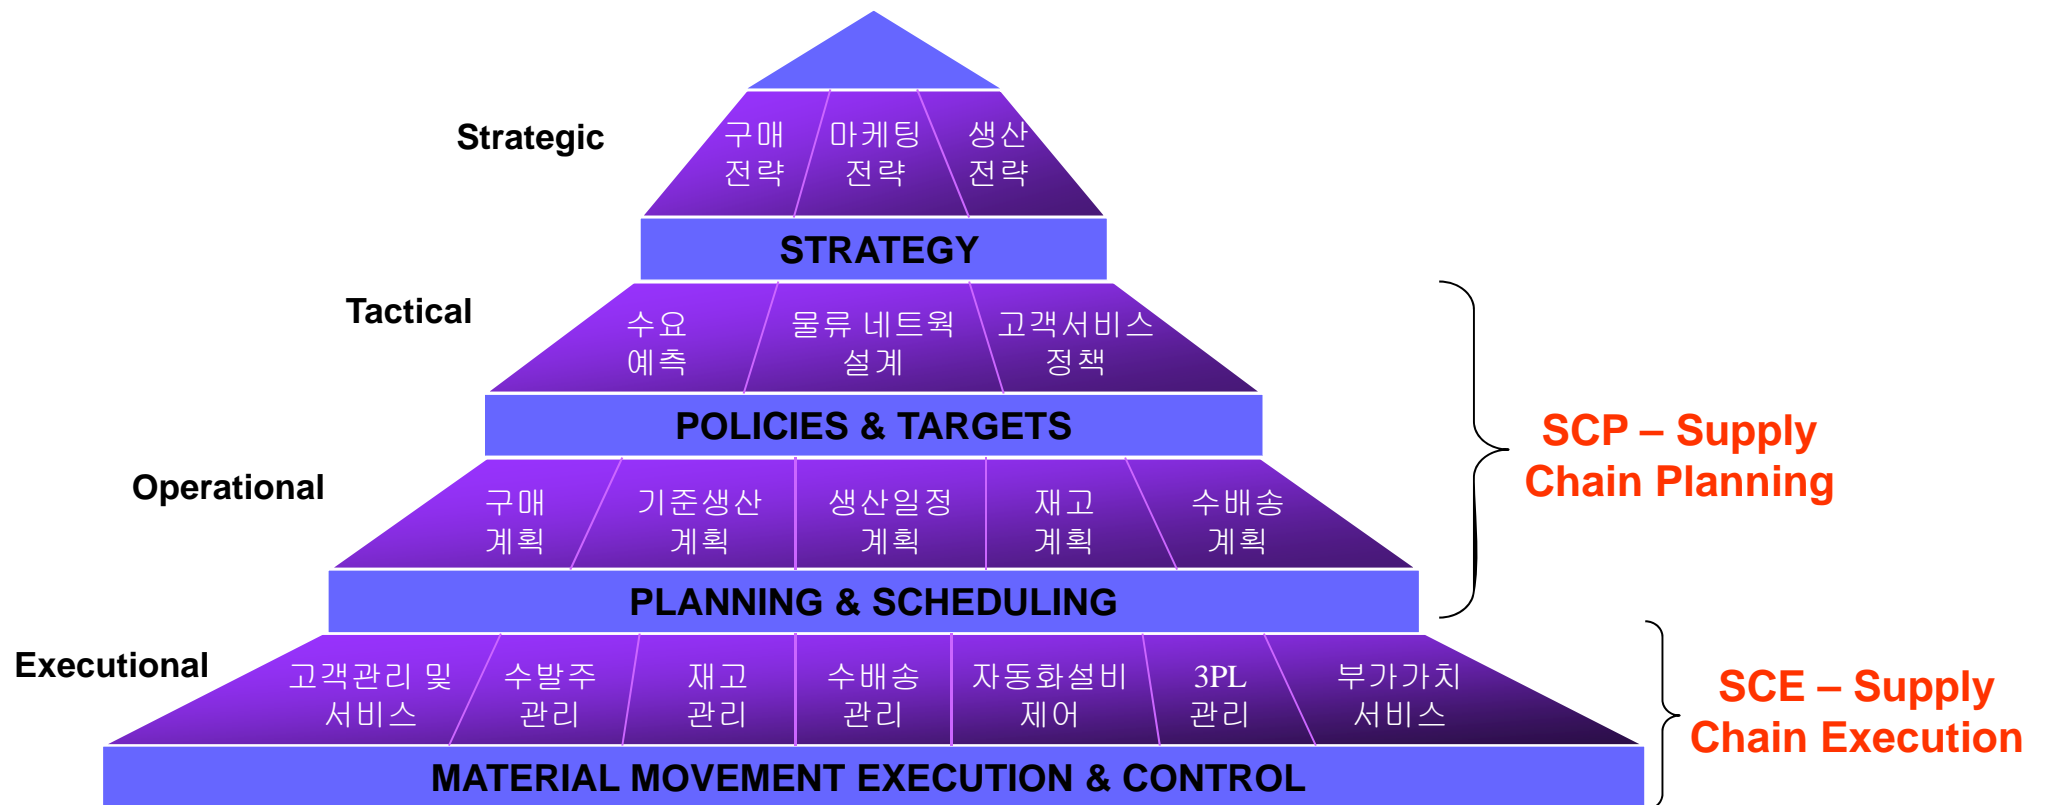 Strategic
구매 마케팅 생산
전략 전략 전략
STRATEGY
Tactical
수요 물류 네트웍 고객서비스
예측 설계 정책
POLICIES & TARGETS
SCP – Supply
Chain Planning
Operational
구매 기준생산 생산일정 재고 수배송
계획 계획 계획 계획 계획
PLANNING & SCHEDULING
Executional
고객관리 및 수발주 재고 수배송 자동화설비 3PL 부가가치
서비스 관리 관리 관리 제어 관리 서비스
SCE – Supply
Chain Execution
MATERIAL MOVEMENT EXECUTION & CONTROL